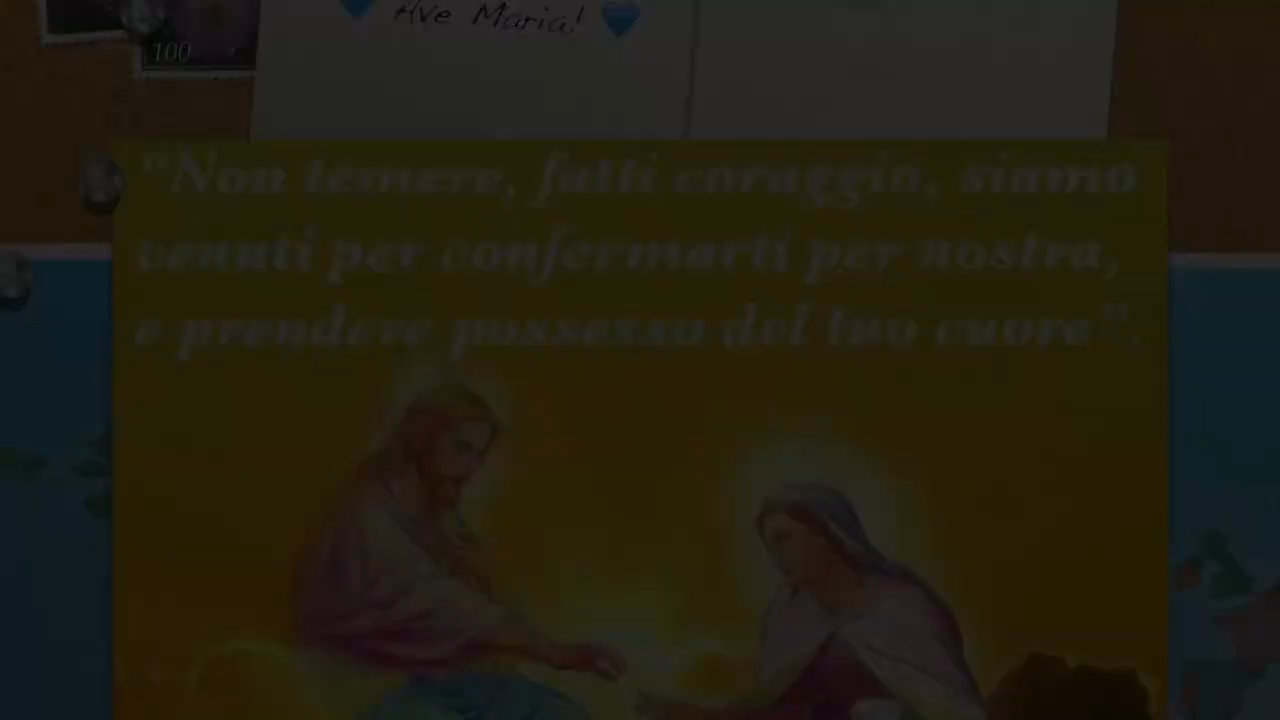 Ave Maria!
100
"Non temere, fatti coraggio, siamo
venuti per confermarti per nostra,
e prendere possesso del tuo cuore".